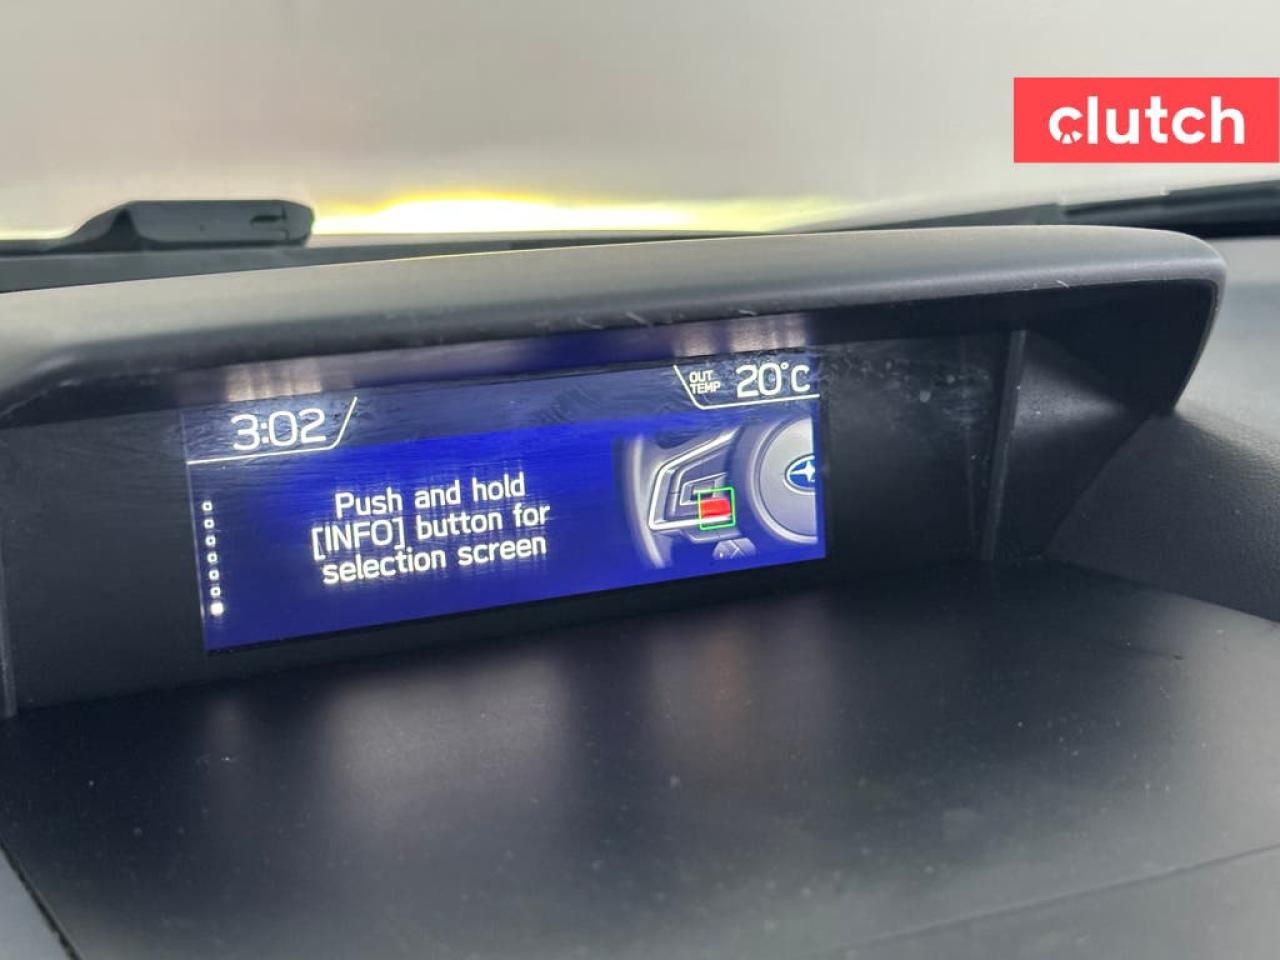 clutch
OUT
TEMP
20°C
3:02
Push and hold
[INFO] button for
selection screen